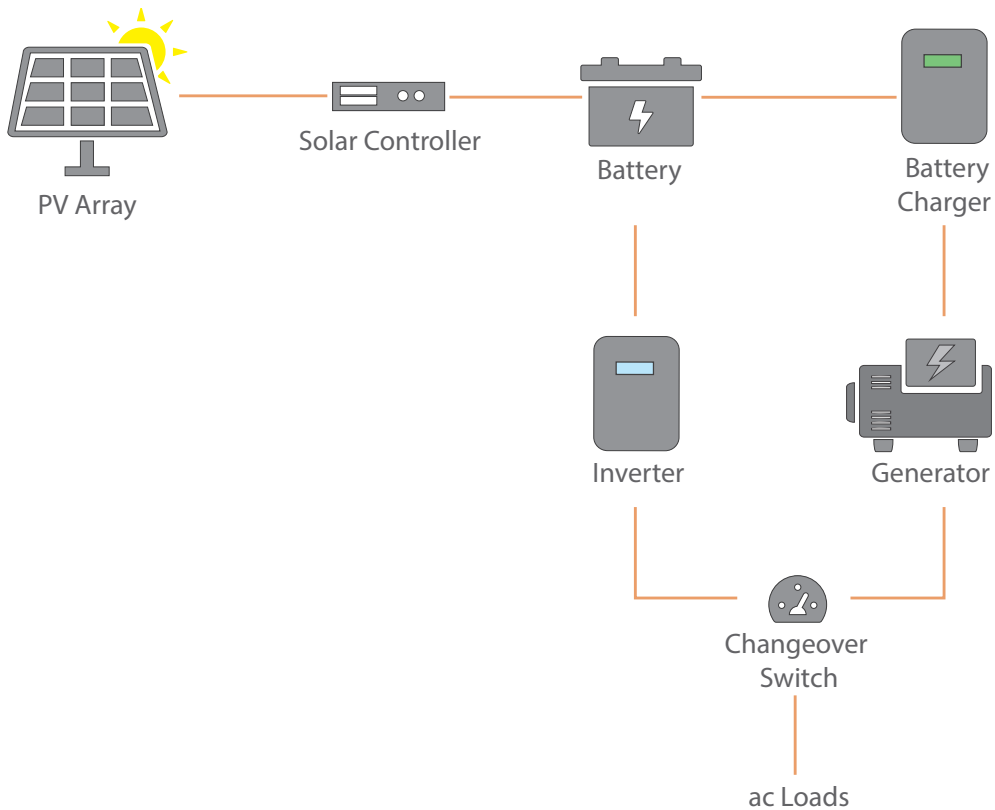 PV Array
Solar Controller
Battery
Battery
Charger
Inverter
Generator
Changeover
Switch
ac Loads